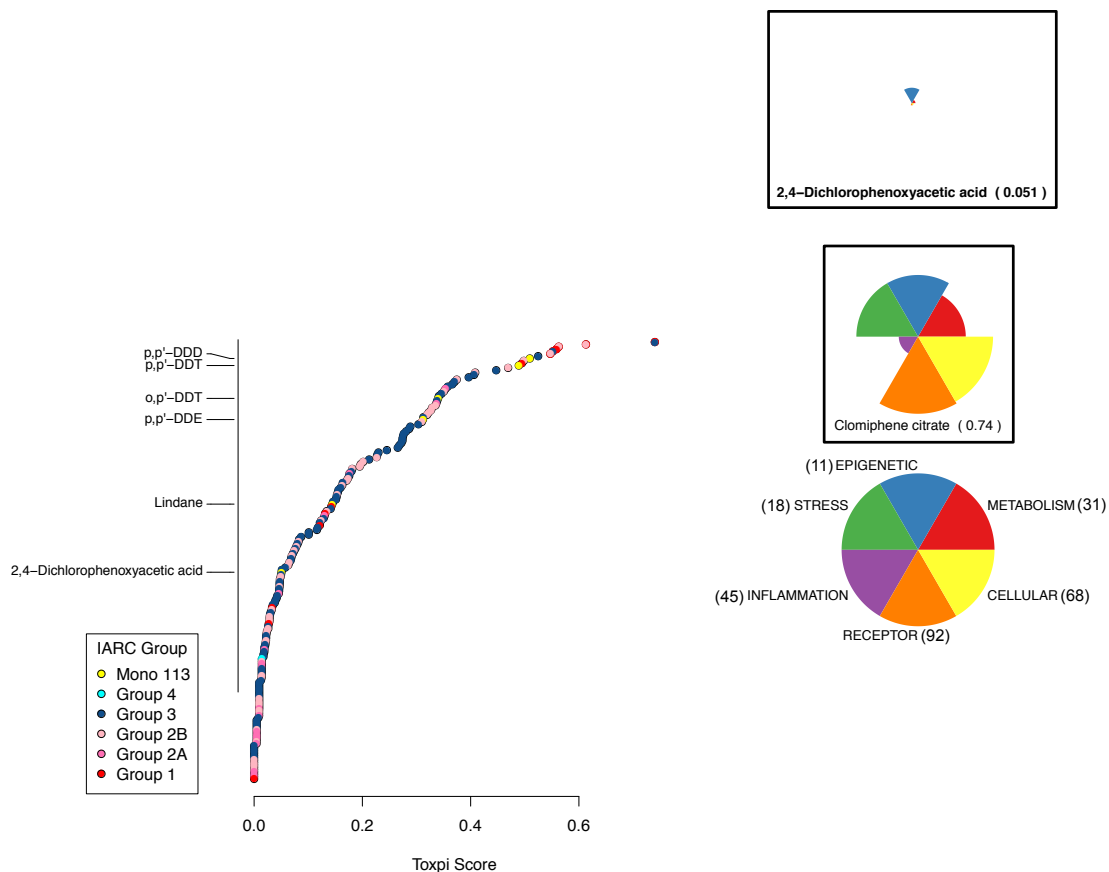 2,4−Dichlorophenoxyacetic acid ( 0.051 )
Clomiphene citrate ( 0.74 )
p,p'−DDD
p,p'−DDT
o,p'−DDT
p,p'−DDE
Lindane
2,4−Dichlorophenoxyacetic acid
(11) EPIGENETIC
(18) STRESS
METABOLISM (31)
(45) INFLAMMATION
CELLULAR (68)
RECEPTOR (92)
IARC Group
Mono 113
Group 4
Group 3
Group 2B
Group 2A
Group 1
0.0 0.2 0.4 0.6
Toxpi Score